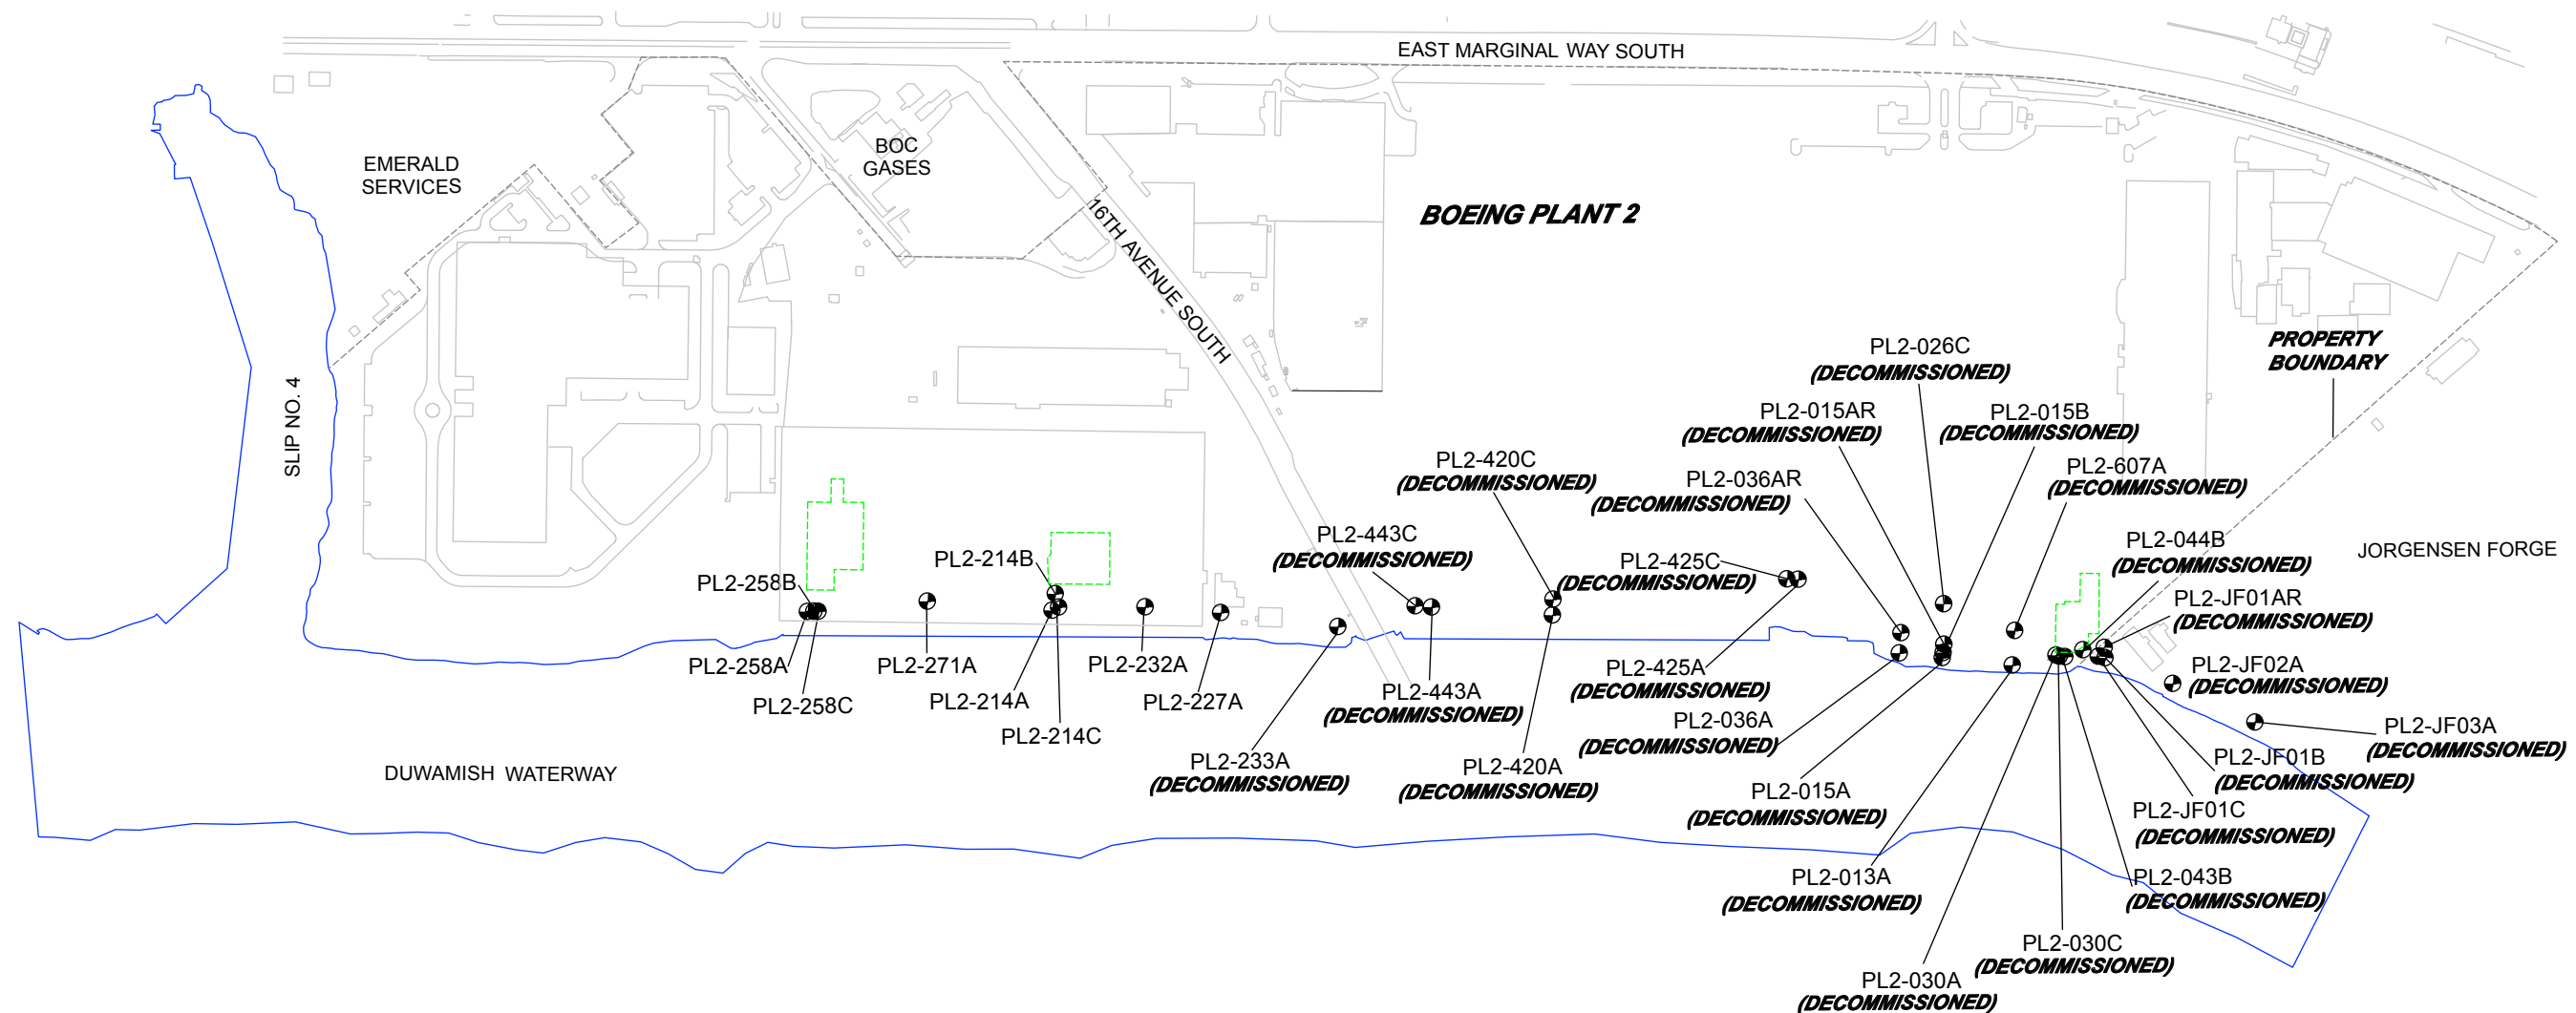 EAST MARGINAL WAY SOUTH
EMERALD
SERVICES
BOC
GASES
BOEING PLANT 2
16TH AVENUE SOUTH
PROPERTY
BOUNDARY
SLIP NO. 4
PL2-026C
(DECOMMISSIONED)
PL2-015AR
(DECOMMISSIONED)
PL2-015B
(DECOMMISSIONED)
PL2-420C
(DECOMMISSIONED)
PL2-036AR
(DECOMMISSIONED)
PL2-607A
(DECOMMISSIONED)
PL2-443C
(DECOMMISSIONED)
PL2-425C
(DECOMMISSIONED)
PL2-044B
(DECOMMISSIONED)
JORGENSEN FORGE
PL2-214B
PL2-258B
PL2-JF01AR
(DECOMMISSIONED)
PL2-258A
PL2-271A
PL2-232A
PL2-425A
(DECOMMISSIONED)
PL2-JF02A
(DECOMMISSIONED)
PL2-258C
PL2-214A
PL2-227A
PL2-443A
(DECOMMISSIONED)
PL2-214C
PL2-036A
(DECOMMISSIONED)
PL2-JF03A
(DECOMMISSIONED)
DUWAMISH WATERWAY
PL2-233A
(DECOMMISSIONED)
PL2-420A
(DECOMMISSIONED)
PL2-JF01B
(DECOMMISSIONED)
PL2-015A
(DECOMMISSIONED)
PL2-JF01C
(DECOMMISSIONED)
PL2-013A
(DECOMMISSIONED)
PL2-043B
(DECOMMISSIONED)
PL2-030C
(DECOMMISSIONED)
PL2-030A
(DECOMMISSIONED)